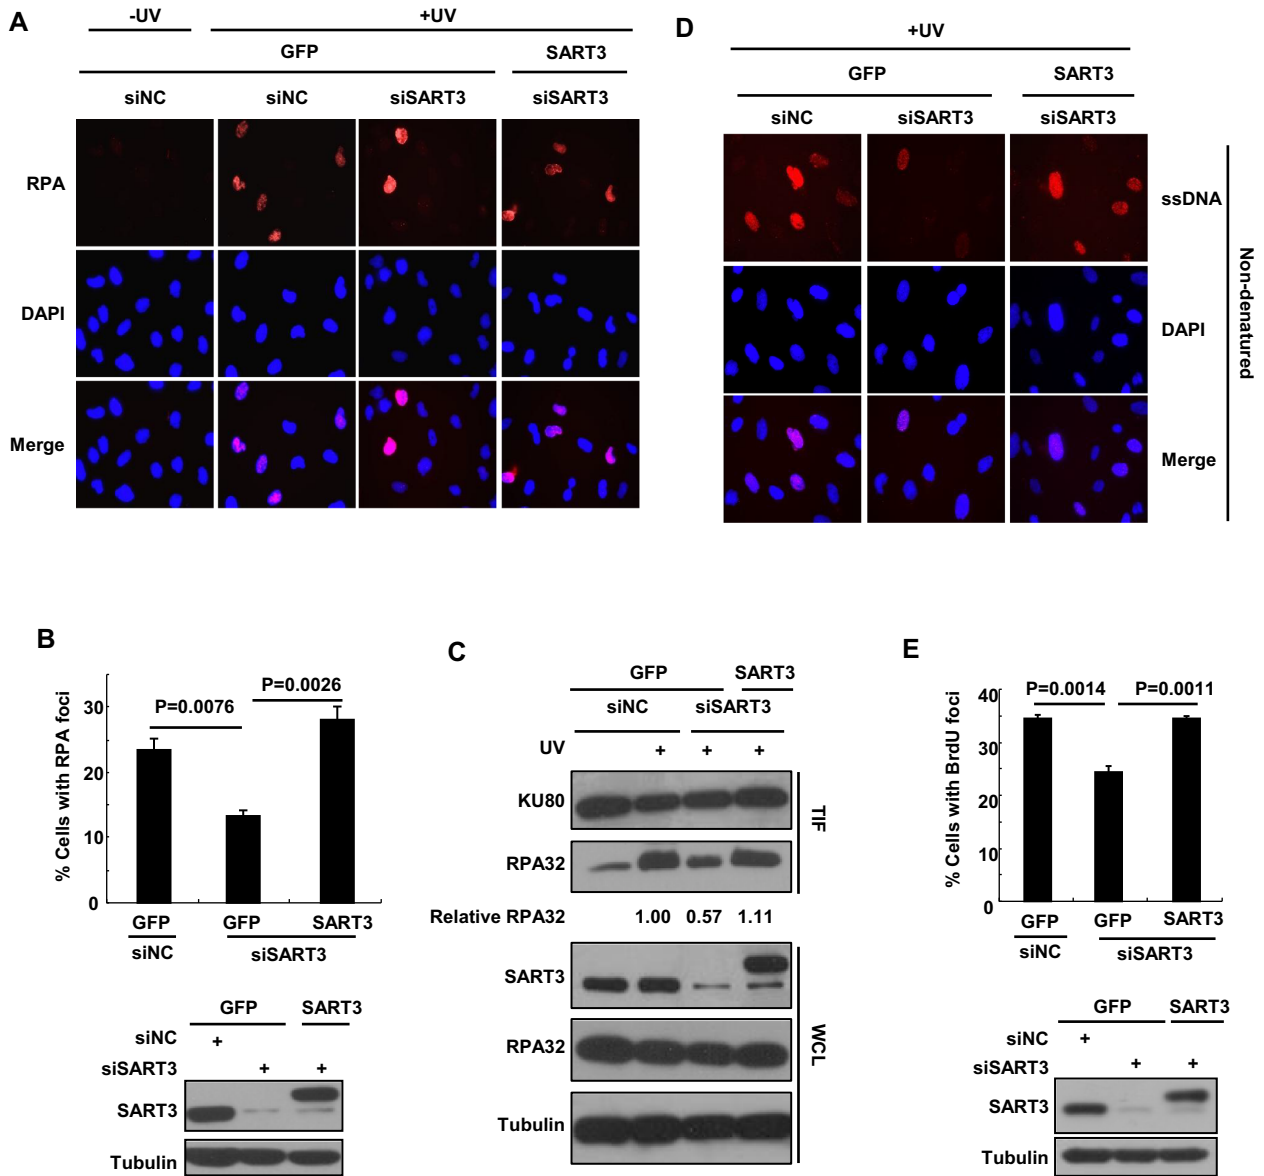 A
-UV
+UV
GFP
SART3
siNC
siNC
siSART3
siSART3
RPA
DAPI
Merge
D
+UV
GFP
SART3
siNC
siSART3
siSART3
ssDNA
DAPI
Merge
Non-denatured
B
% Cells with RPA foci
P=0.0076
P=0.0026
30
20
10
0
GFP
GFP
SART3
siNC
siSART3
GFP
SART3
siNC
+
siSART3
+
+
SART3
Tubulin
C
GFP
SART3
siNC
siSART3
UV
+
+
+
KU80
RPA32
TIF
Relative RPA32
1.00
0.57
1.11
SART3
RPA32
Tubulin
WCL
E
% Cells with BrdU foci
P=0.0014
P=0.0011
40
30
20
10
0
GFP
GFP
SART3
siNC
siSART3
GFP
SART3
siNC
+
siSART3
+
+
SART3
Tubulin